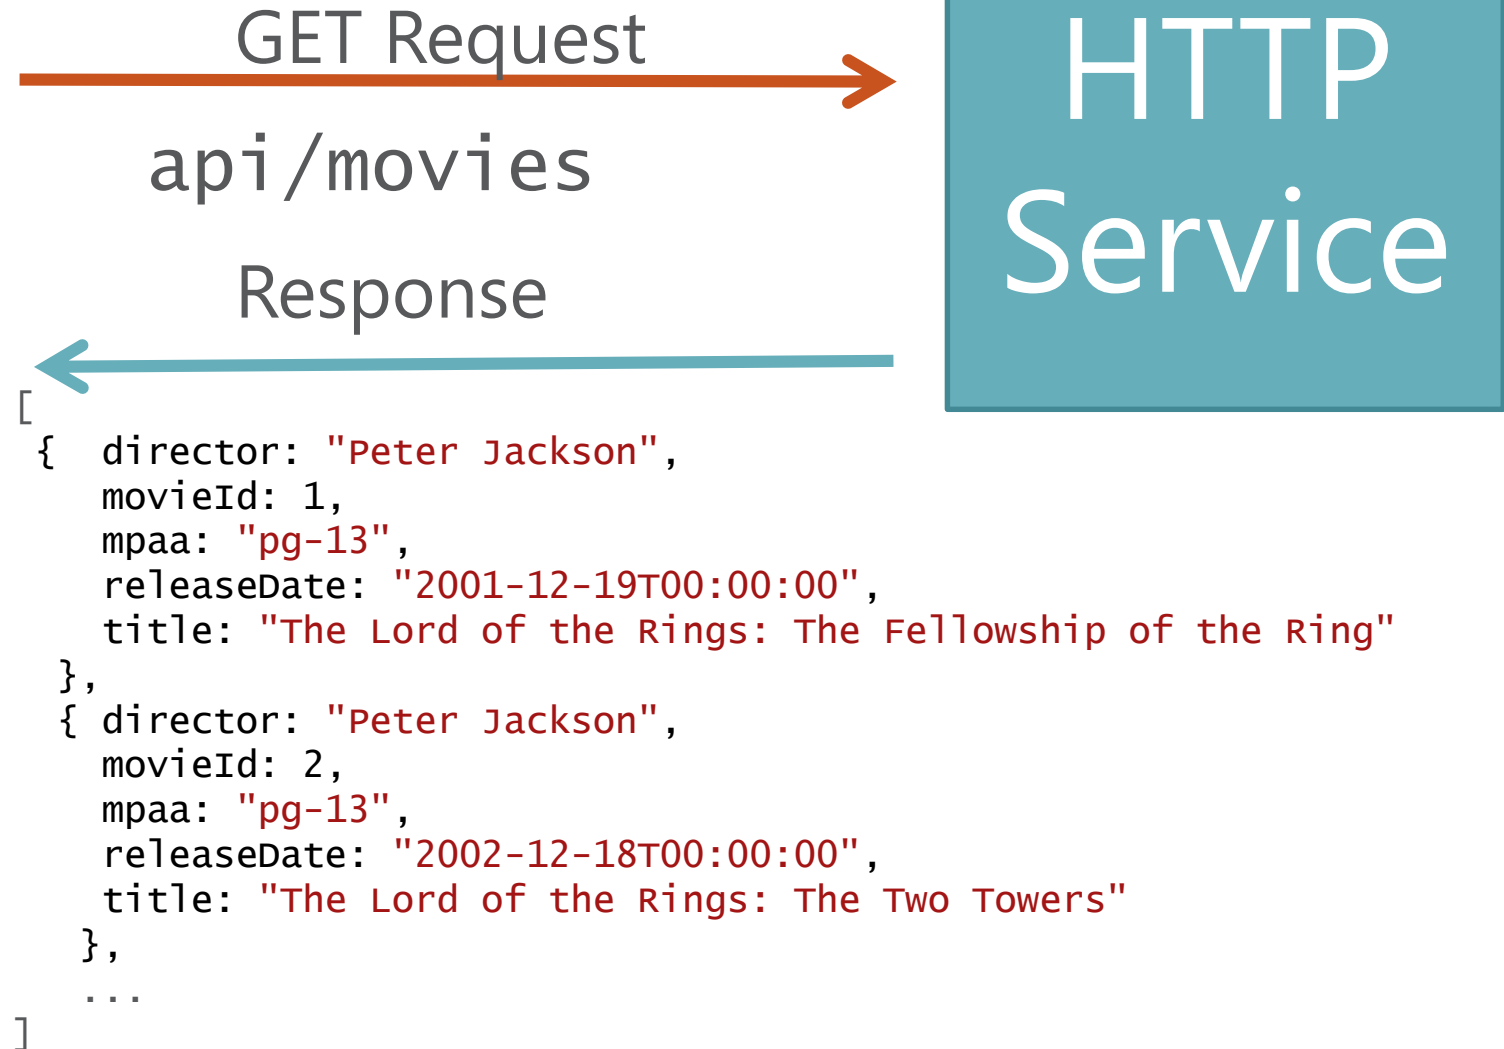 GET Request
HTTP
Service
api/movies
Response
[
{  director: "Peter Jackson",
movieId: 1,
mpaa: "pg-13",
releaseDate: "2001-12-19T00:00:00",
title: "The Lord of the Rings: The Fellowship of the Ring"
},
{ director: "Peter Jackson",
movieId: 2,
mpaa: "pg-13",
releaseDate: "2002-12-18T00:00:00",
title: "The Lord of the Rings: The Two Towers"
},
...
]